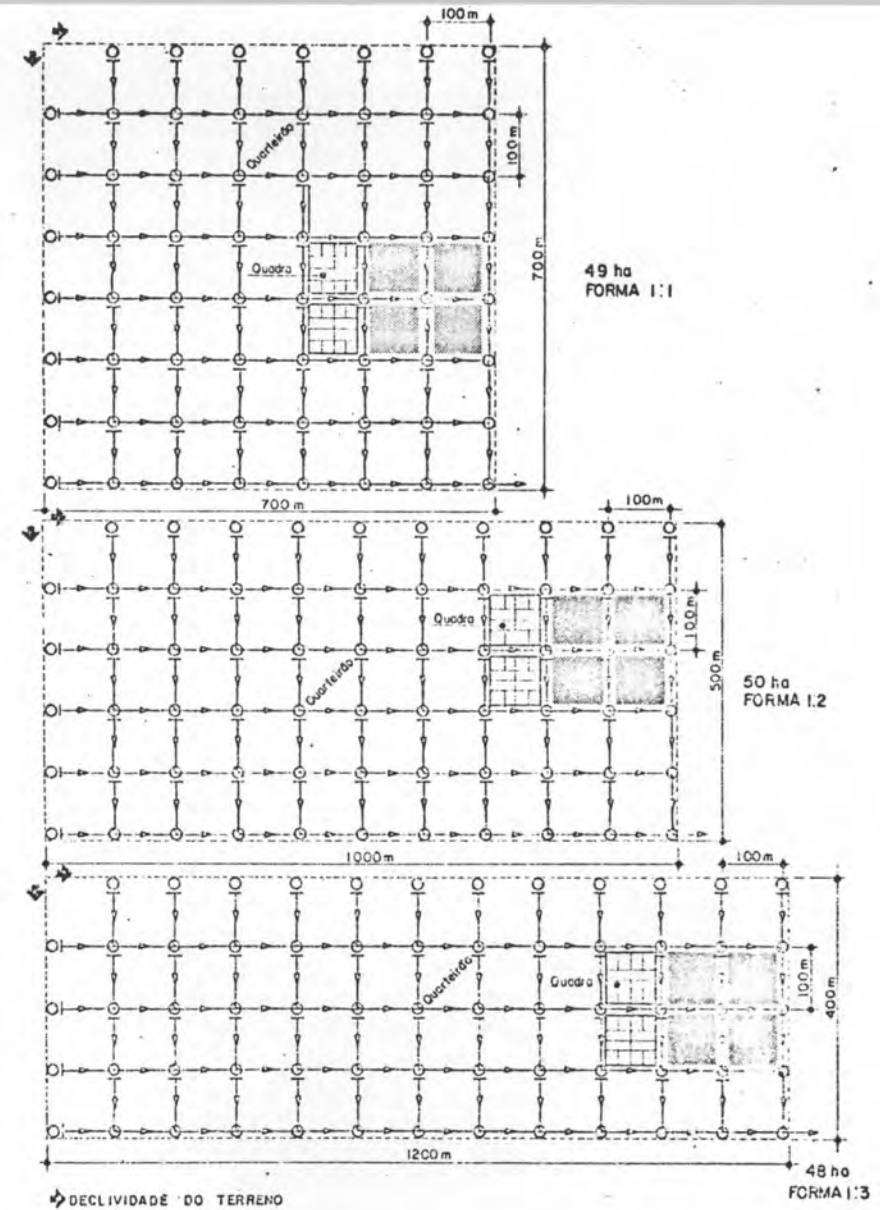 100m
Quarteirão
100m
Quadra
700m
49 ha
FORMA 1:1
700m
100m
Quadra
100m
Quarteirão
500m
50 ha
FORMA 1:2
1000m
100m
Quarteirão
Quadra
100m
400m
1200m
48 ha
FORMA 1:3
DECLIVIDADE DO TERRENO